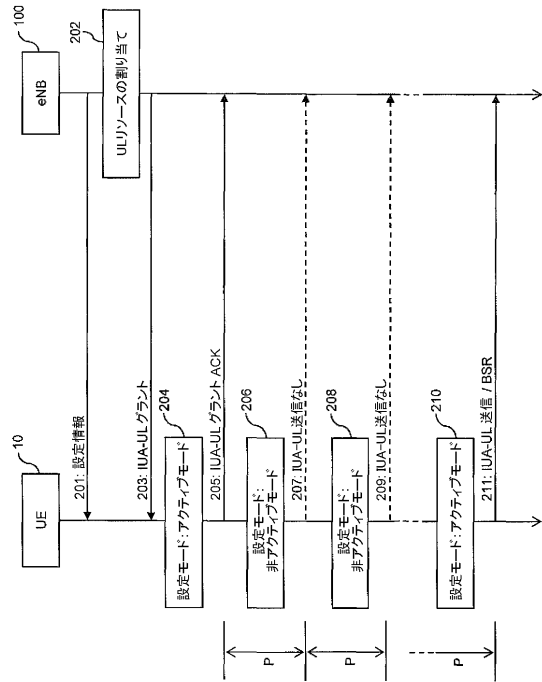 10
UE
100
eNB
201: 設定情報
202
ULリソースの割り当て
203: IUA-UL グラント
204
設定モード: アクティブモード
205: IUA-UL グラント ACK
206
設定モード:
非アクティブモード
207: IUA-UL 送信なし
208
設定モード:
非アクティブモード
209: IUA-UL 送信なし
210
設定モード: アクティブモード
211: IUA-UL 送信 / BSR
P
P
P